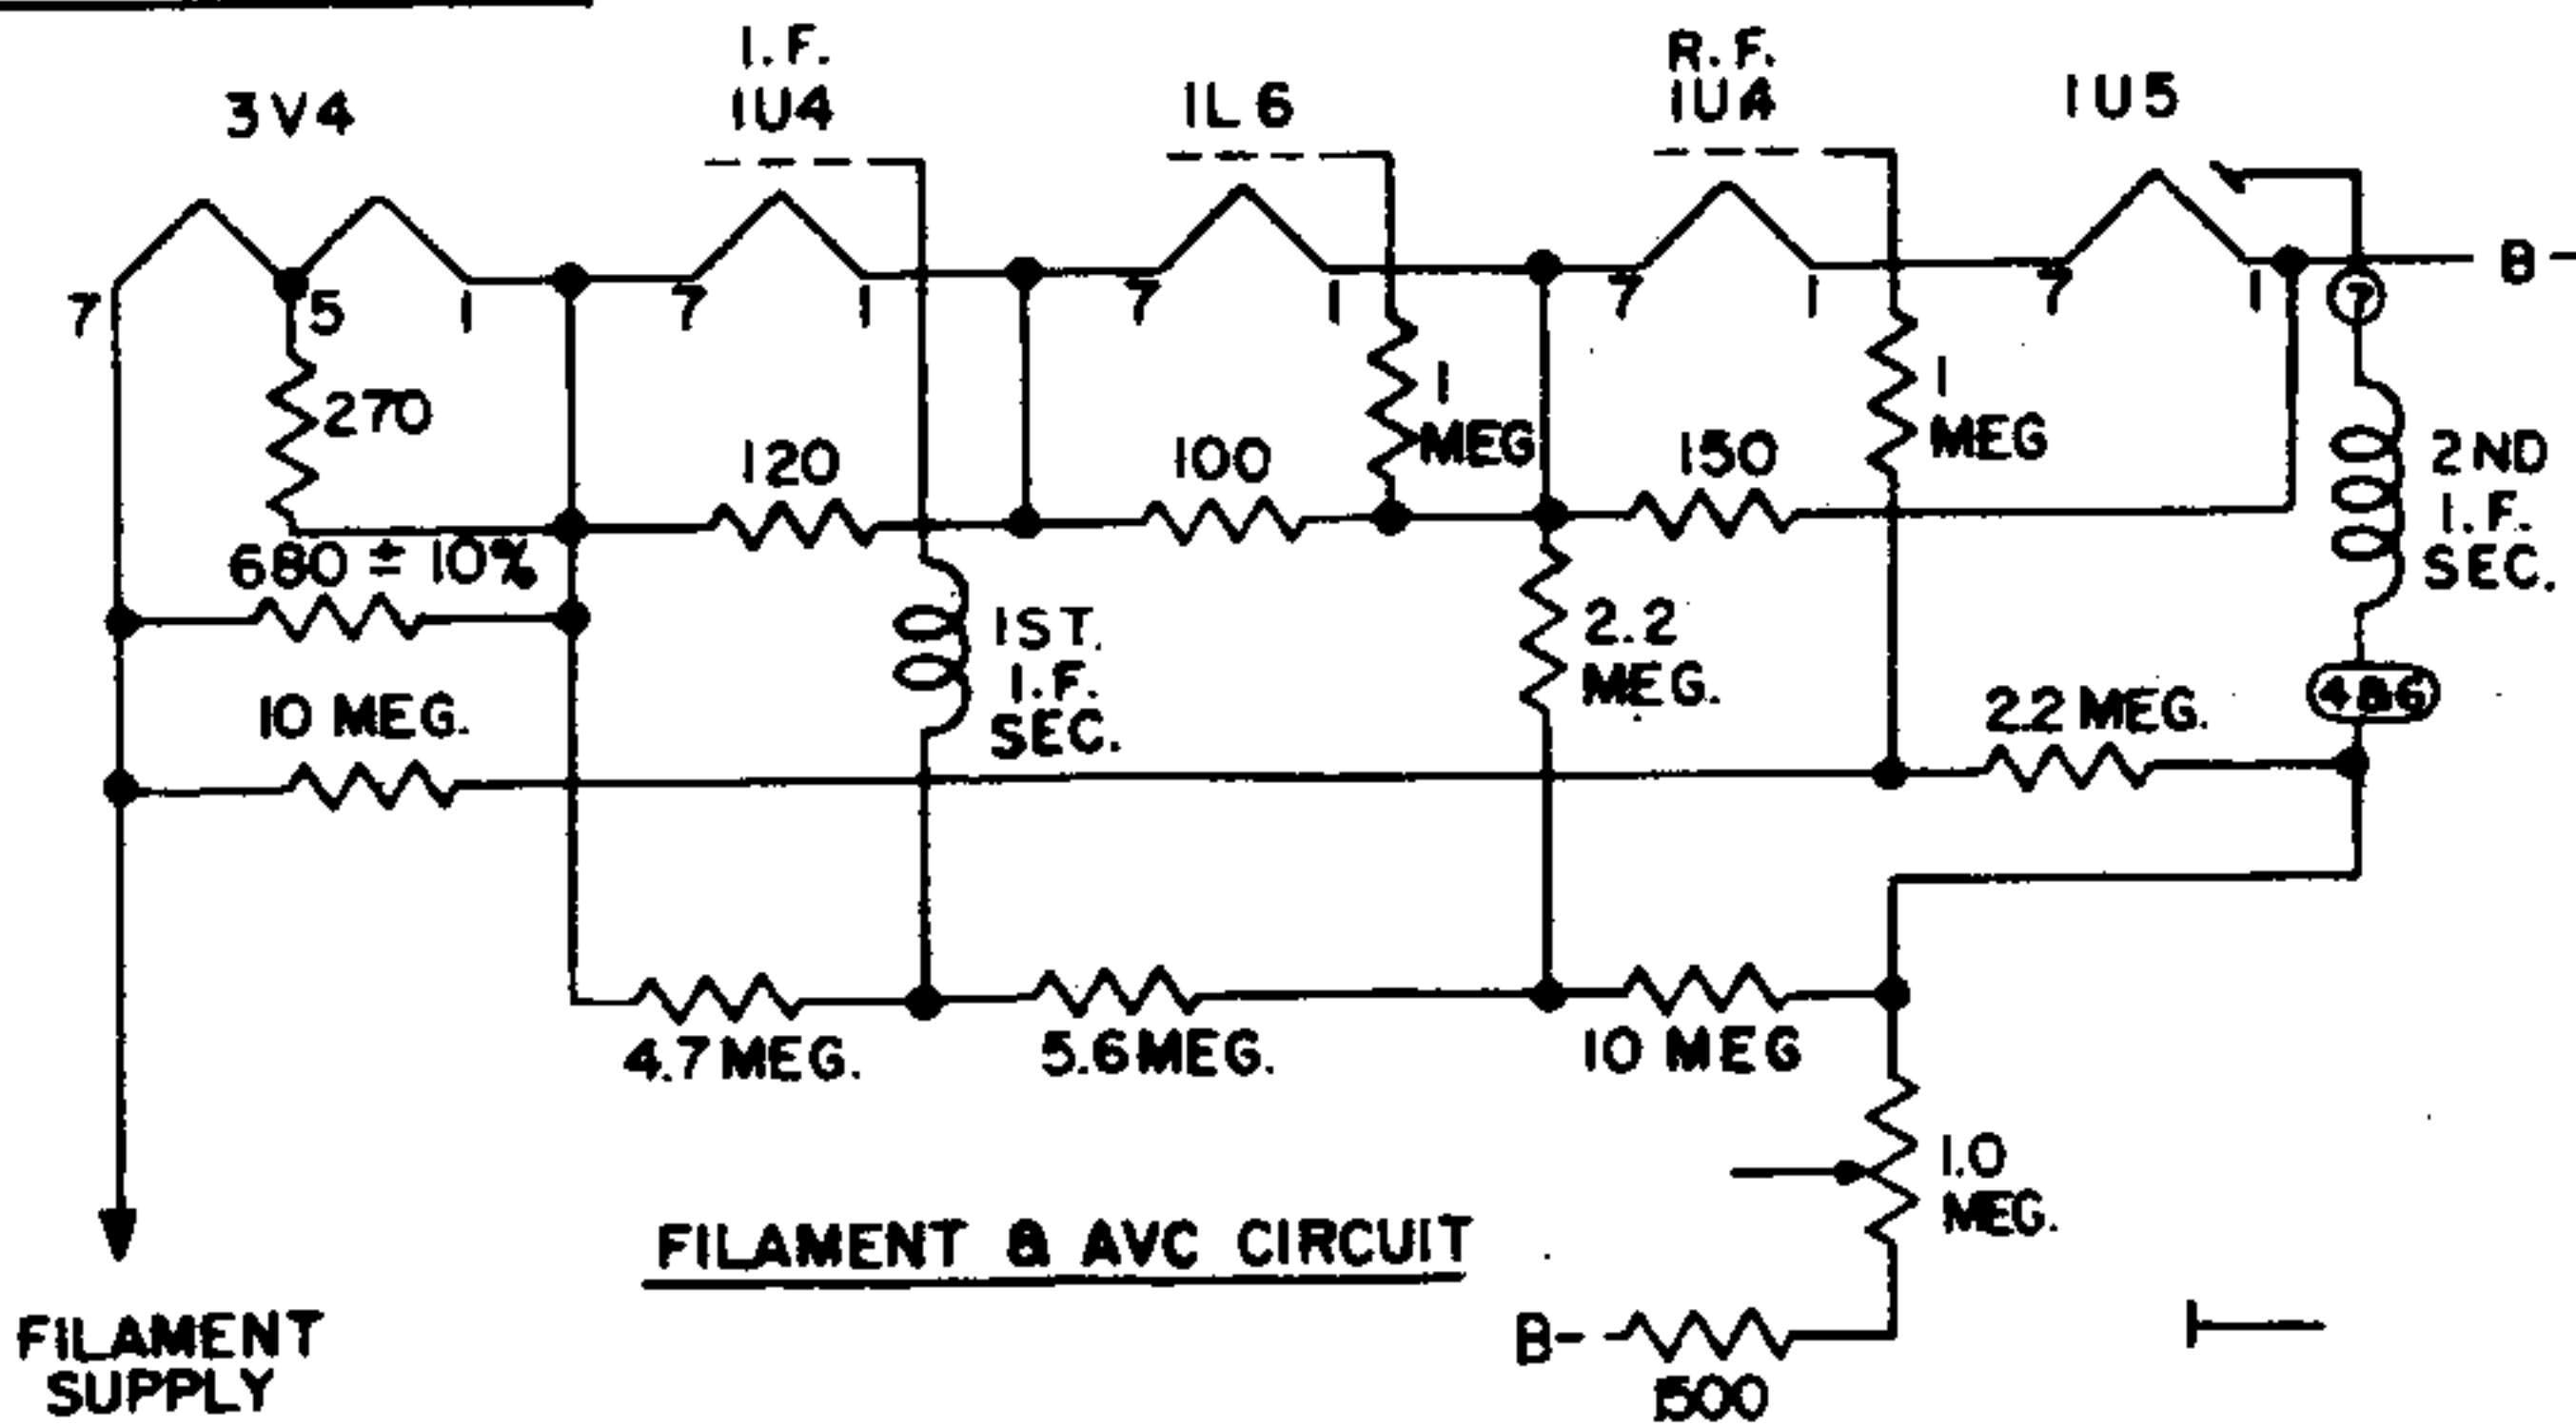 I.F.
R.F.
3V4
1U4
1L6
1U4
1U5
B-
7
5
1
7
1
7
1
7
1
7
1
7
270
120
100
1
MEG
150
1
MEG
2ND
I.F.
SEC.
680 ± 10%
1ST.
I.F.
SEC.
2.2
MEG.
10 MEG.
2.2 MEG.
4&6
4.7 MEG.
5.6 MEG.
10 MEG
1.0
MEG.
FILAMENT & AVC CIRCUIT
FILAMENT
SUPPLY
B-
1500